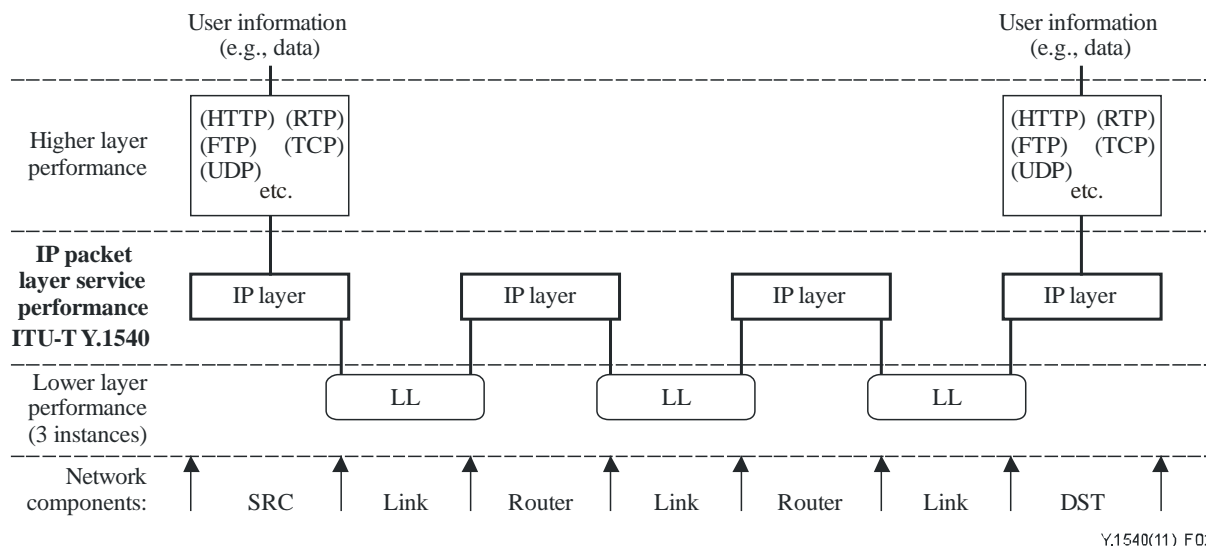 User information
(e.g., data)
User information
(e.g., data)
Higher layer
performance
(HTTP) (RTP)
(FTP) (TCP)
(UDP)
etc.
(HTTP) (RTP)
(FTP) (TCP)
(UDP)
etc.
IP packet
layer service
performance
ITU-T Y.1540
IP layer
IP layer
IP layer
IP layer
Lower layer
performance
(3 instances)
LL
LL
LL
Network
components:
SRC
Link
Router
Link
Router
Link
DST
Y.1540(11)